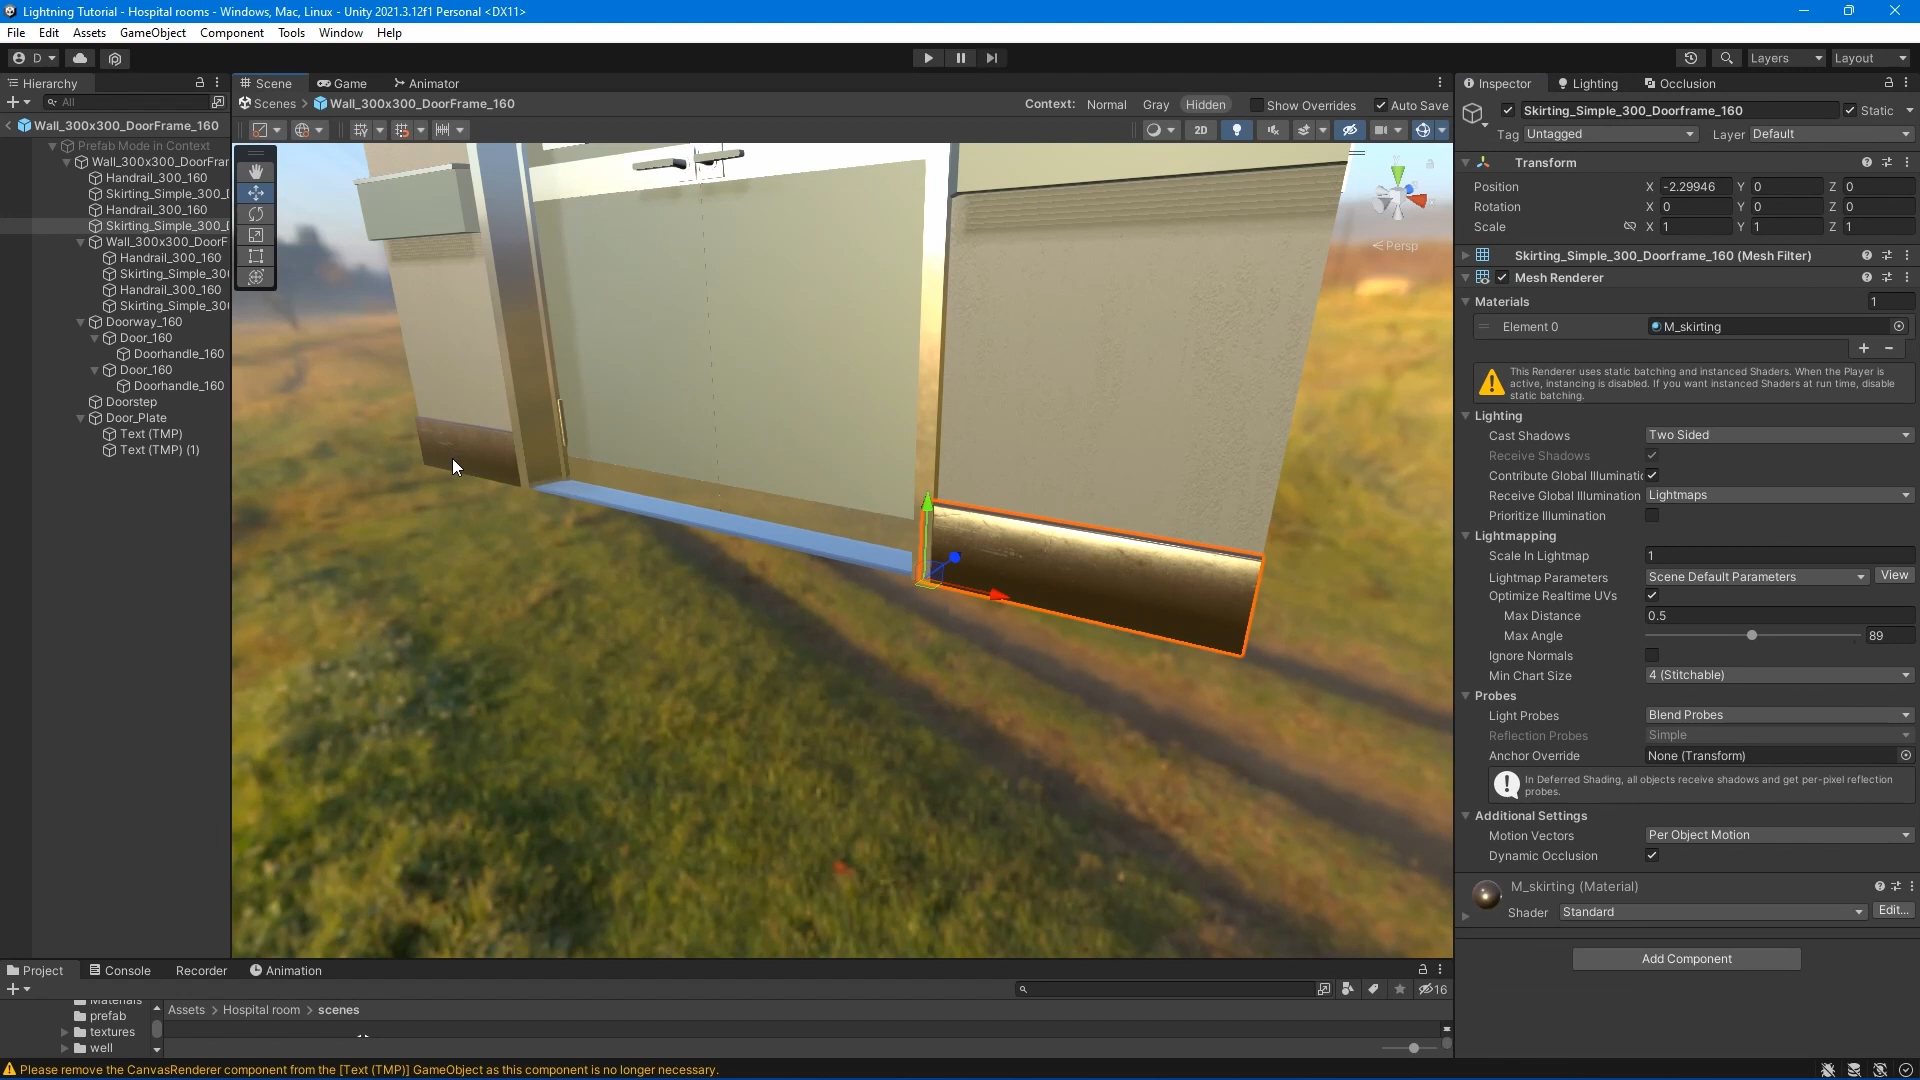 Lightning Tutorial - Hospital rooms - Windows, Mac, Linux - Unity 2021.3.12f1 Personal <DX11>
File Edit Assets GameObject Component Tools Window Help
D Layers Layout
Hierarchy Scene Game Animator Inspector Lighting Occlusion
All
Scenes > Wall_300x300_DoorFrame_160 Context: Normal Gray Hidden Show Overrides Auto Save
Wall_300x300_DoorFrame_160
Prefab Mode in Context
Wall_300x300_DoorFrar
Handrail_300_160
Skirting_Simple_300_D
Handrail_300_160
Skirting_Simple_300_D
Wall_300x300_DoorF
Handrail_300_160
Skirting_Simple_30
Handrail_300_160
Skirting_Simple_30
Doorway_160
Door_160
Doorhandle_160
Door_160
Doorhandle_160
Doorstep
Door_Plate
Text (TMP)
Text (TMP) (1)
2D
y
< Persp
Skirting_Simple_300_Doorframe_160 Static
Tag Untagged Layer Default
Transform
Position X -2.29946 Y 0 Z 0
Rotation X 0 Y 0 Z 0
Scale X 1 Y 1 Z 1
Skirting_Simple_300_Doorframe_160 (Mesh Filter)
Mesh Renderer
Materials 1
Element 0 M_skirting
This Renderer uses static batching and instanced Shaders. When the Player is
active, instancing is disabled. If you want instanced Shaders at run time, disable
static batching.
Lighting
Cast Shadows Two Sided
Receive Shadows
Contribute Global Illuminatic
Receive Global Illumination Lightmaps
Prioritize Illumination
Lightmapping
Scale In Lightmap 1
Lightmap Parameters Scene Default Parameters View
Optimize Realtime UVs
Max Distance 0.5
Max Angle 89
Ignore Normals
Min Chart Size 4 (Stitchable)
Probes
Light Probes Blend Probes
Reflection Probes Simple
Anchor Override None (Transform)
In Deferred Shading, all objects receive shadows and get per-pixel reflection
probes.
Additional Settings
Motion Vectors Per Object Motion
Dynamic Occlusion
M_skirting (Material)
Shader Standard Edit...
Add Component
Project Console Recorder Animation
16
Materials
prefab
textures
well
Assets > Hospital room > scenes
Please remove the CanvasRenderer component from the [Text (TMP)] GameObject as this component is no longer necessary.